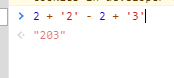 > 2 + '2' - 2 + '3'
< "203"